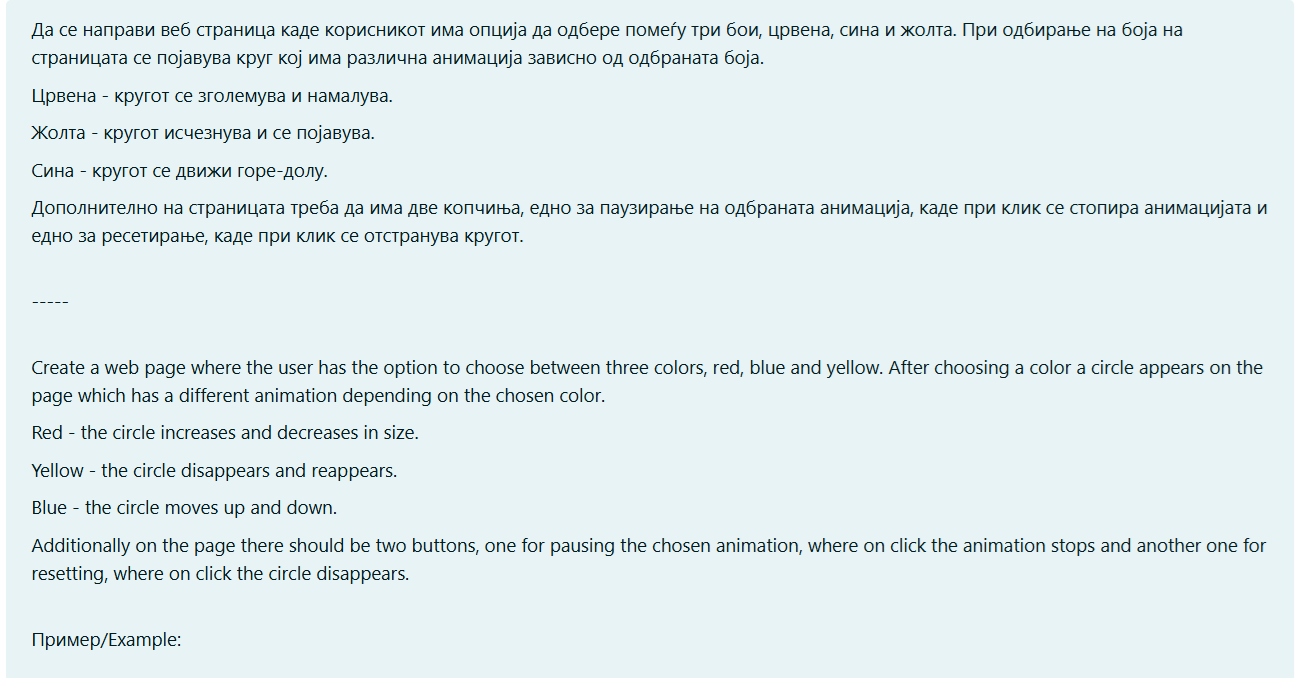 Да се направи веб страница каде корисникот има опција да одбере помеѓу три бои, црвена, сина и жолта. При одбирање на боја на
страницата се појавува круг кој има различна анимација зависно од одбраната боја.
Црвена - кругот се зголемува и намалува.
Жолта - кругот исчезнува и се појавува.
Сина - кругот се движи горе-долу.
Дополнително на страницата треба да има две копчиња, едно за паузирање на одбраната анимација, каде при клик се стопира анимацијата и
едно за ресетирање, каде при клик се отстранува кругот.
-----
Create a web page where the user has the option to choose between three colors, red, blue and yellow. After choosing a color a circle appears on the
page which has a different animation depending on the chosen color.
Red - the circle increases and decreases in size.
Yellow - the circle disappears and reappears.
Blue - the circle moves up and down.
Additionally on the page there should be two buttons, one for pausing the chosen animation, where on click the animation stops and another one for
resetting, where on click the circle disappears.
Пример/Example: